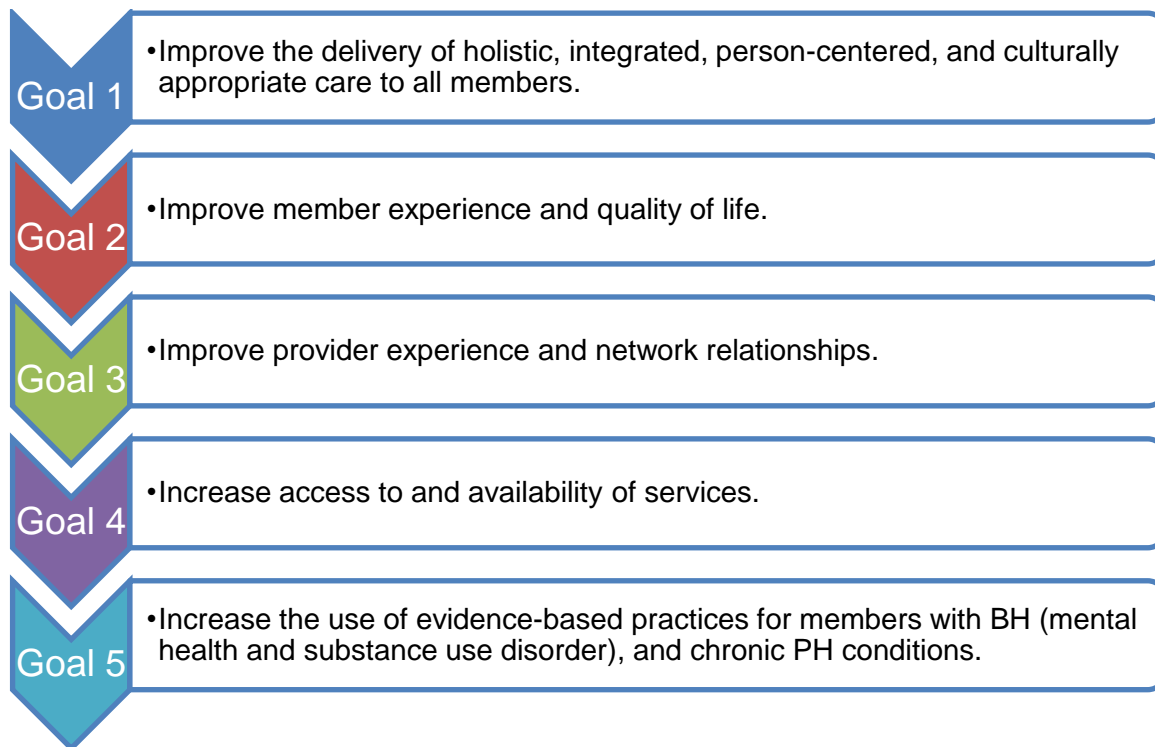 Goal 1
•Improve the delivery of holistic, integrated, person-centered, and culturally
appropriate care to all members.
Goal 2
•Improve member experience and quality of life.
Goal 3
•Improve provider experience and network relationships.
Goal 4
•Increase access to and availability of services.
Goal 5
•Increase the use of evidence-based practices for members with BH (mental
health and substance use disorder), and chronic PH conditions.